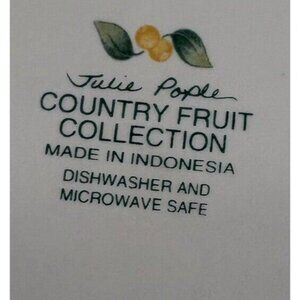 Julie Pople
COUNTRY FRUIT
COLLECTION
MADE IN INDONESIA
DISHWASHER AND
MICROWAVE SAFE